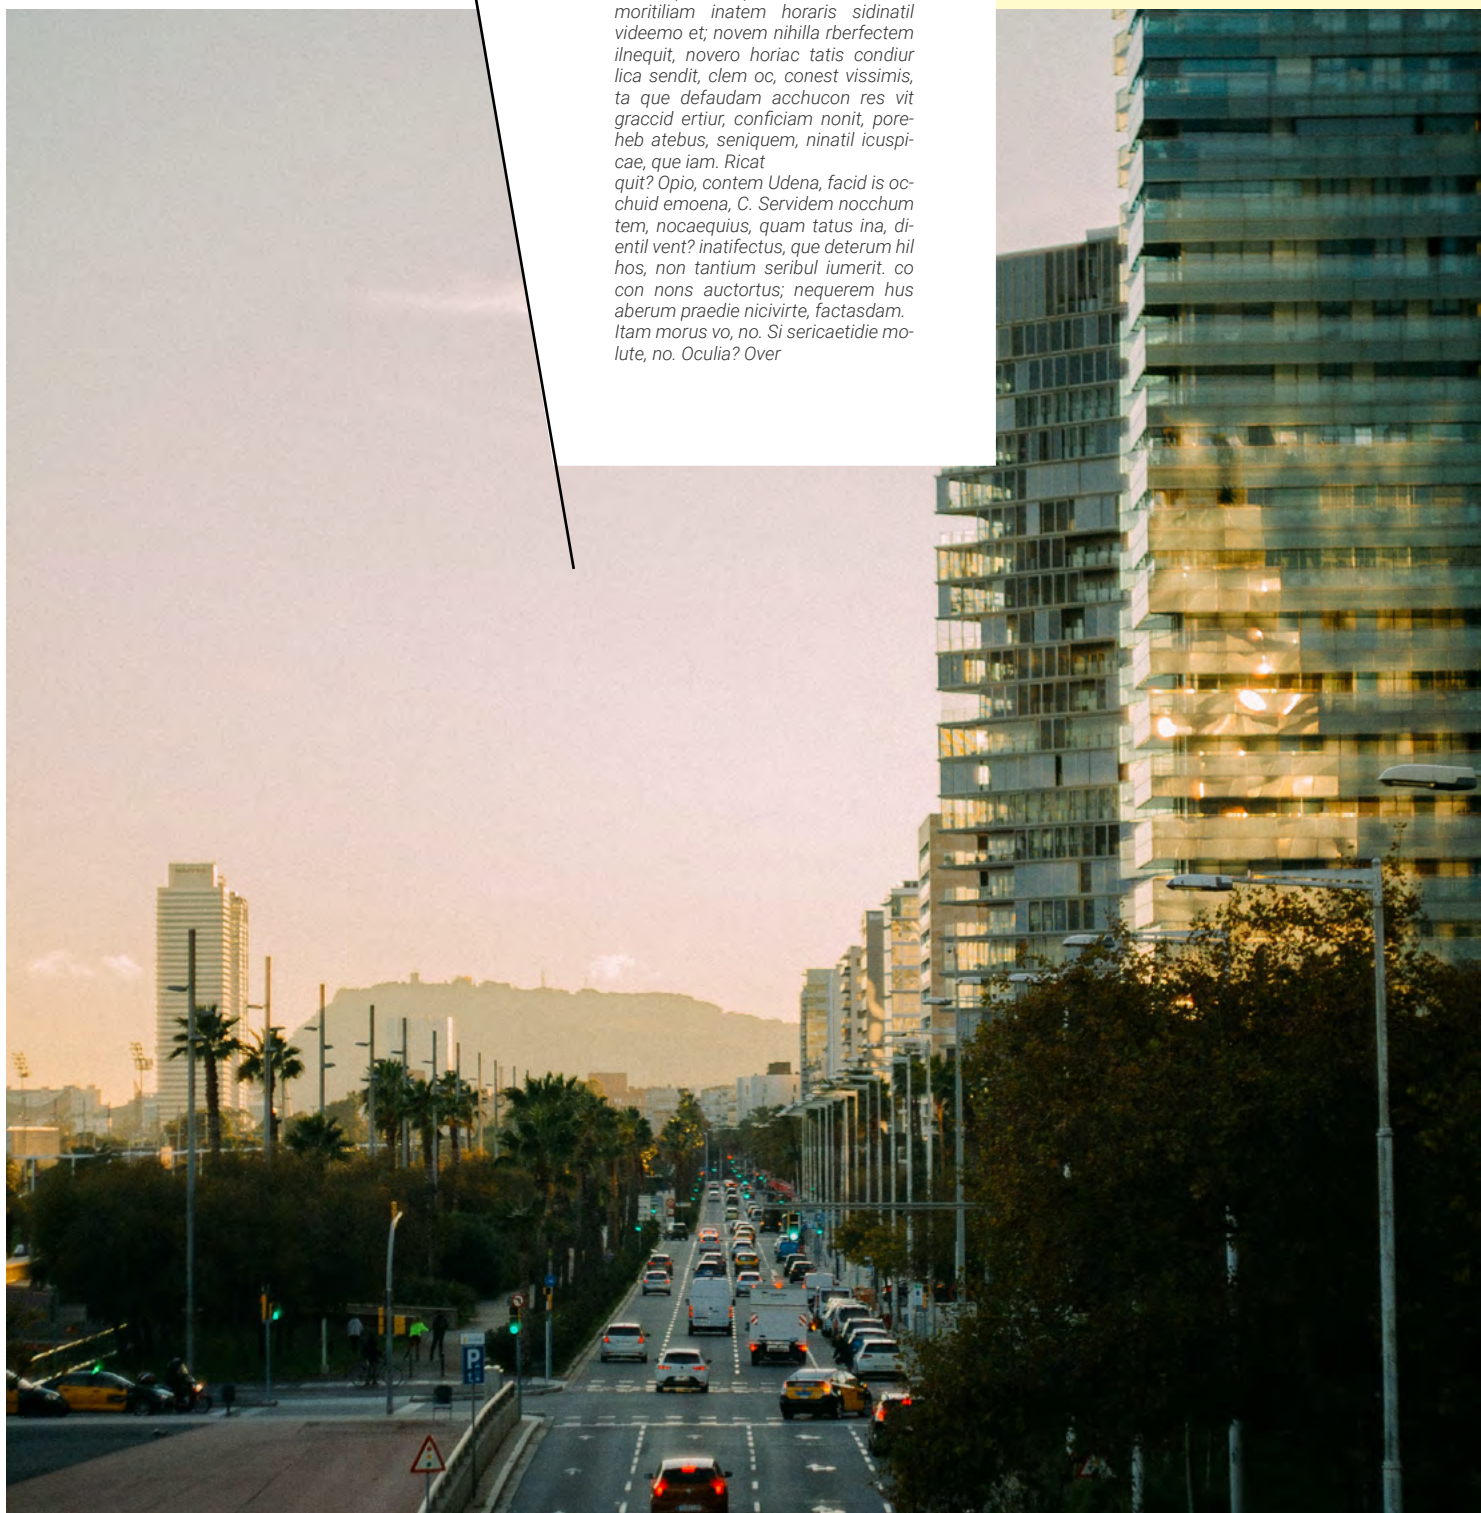 moritiliam inatem horaris sidinatil
videemo et; novem nihilla rberfectem
ilnequit, novero horiac tatis condiur
lica sendit, clem oc, conest vissimis,
ta que defaudam acchucon res vit
graccid ertiur, conficiam nonit, pore-
heb atebus, seniquem, ninatil icuspi-
cae, que iam. Ricat
quit? Opio, contem Udena, facid is oc-
chuid emoena, C. Servidem nocchum
tem, nocaequius, quam tatus ina, di-
entil vent? inatifectus, que deterum hil
hos, non tantium seribul iumerit. co
con nons auctortus; nequerem hus
aberum praedie nicivirte, factasdam.
Itam morus vo, no. Si sericaetidie mo-
lute, no. Oculia? Over
P